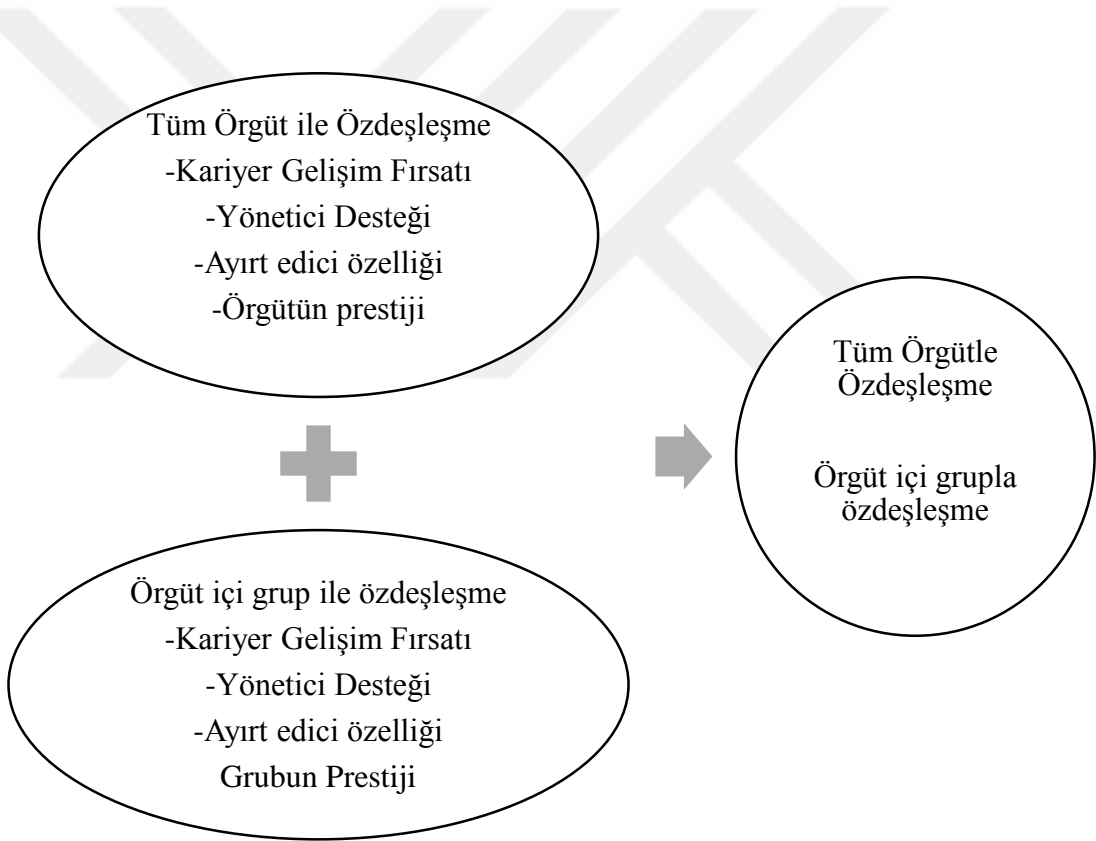 Tüm Örgüt ile Özdeşleşme
-Kariyer Gelişim Fırsatı
-Yönetici Desteği
-Ayırt edici özelliği
-Örgütün prestiji
Tüm Örgütle
Özdeşleşme
Örgüt içi grupla
özdeşleşme
Örgüt içi grup ile özdeşleşme
-Kariyer Gelişim Fırsatı
-Yönetici Desteği
-Ayırt edici özelliği
Grubun Prestiji